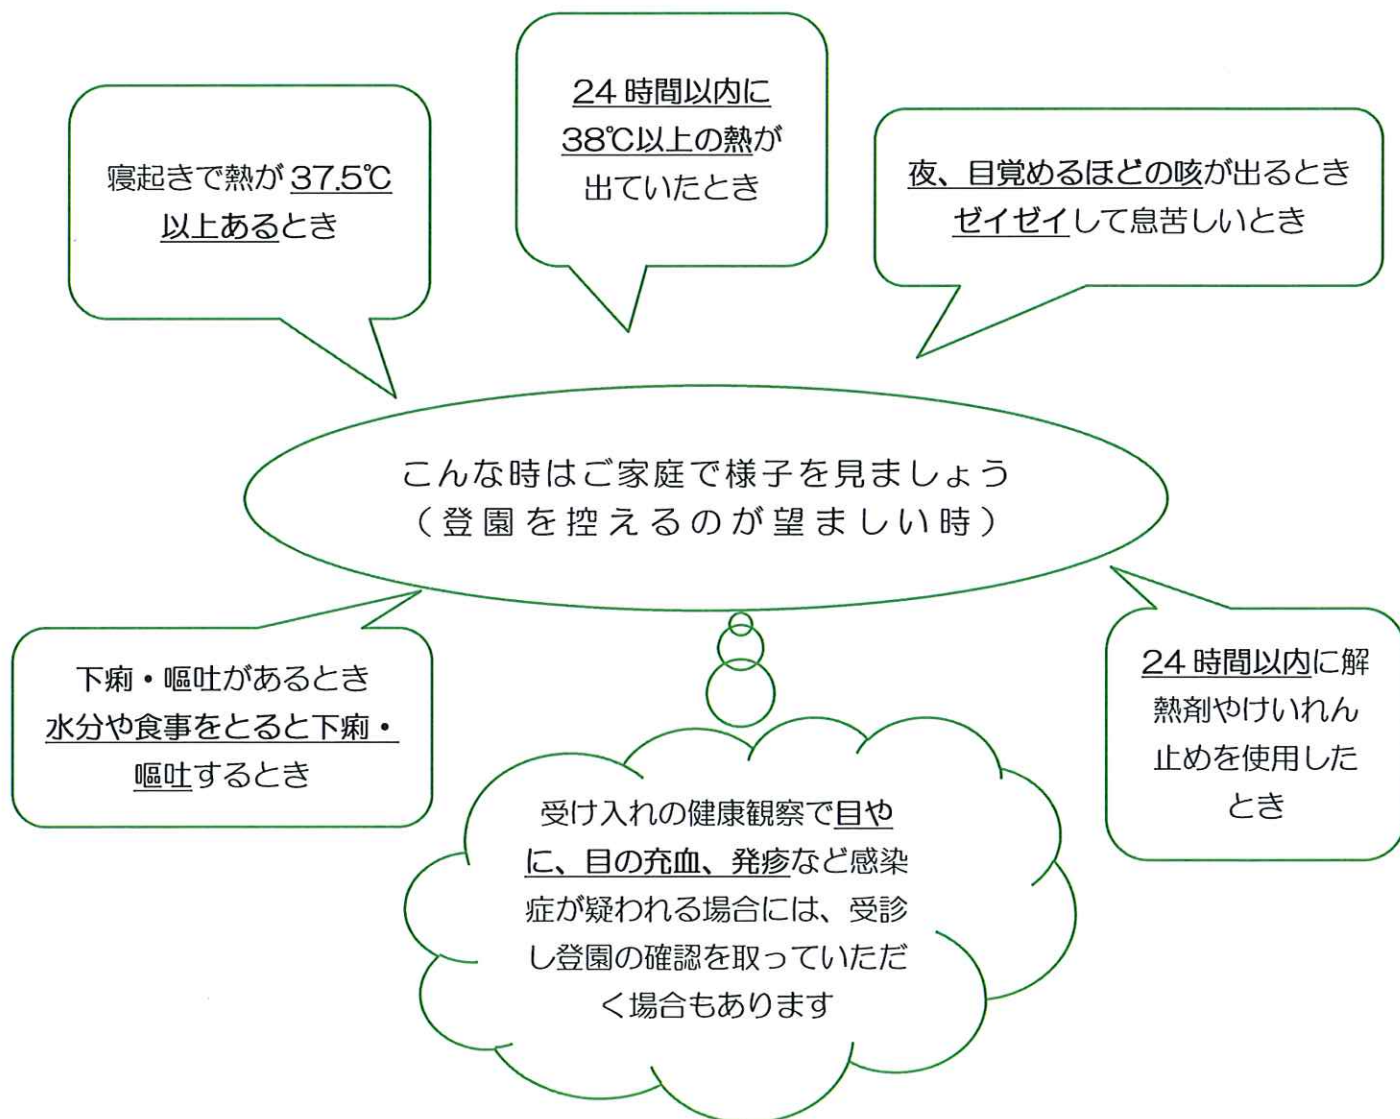 寝起きで熱が 37.5℃
以上あるとき
24 時間以内に
38℃以上の熱が
出ていたとき
夜、目覚めるほどの咳が出るとき
ゼイゼイして息苦しいとき
こんな時はご家庭で様子を見ましょう
（登園を控えるのが望ましい時）
下痢・嘔吐があるとき
水分や食事をとると下痢・
嘔吐するとき
24 時間以内に解
熱剤やけいれん
止めを使用した
とき
受け入れの健康観察で目や
に、目の充血、発疹など感染
症が疑われる場合には、受診
し登園の確認を取っていただ
く場合もあります